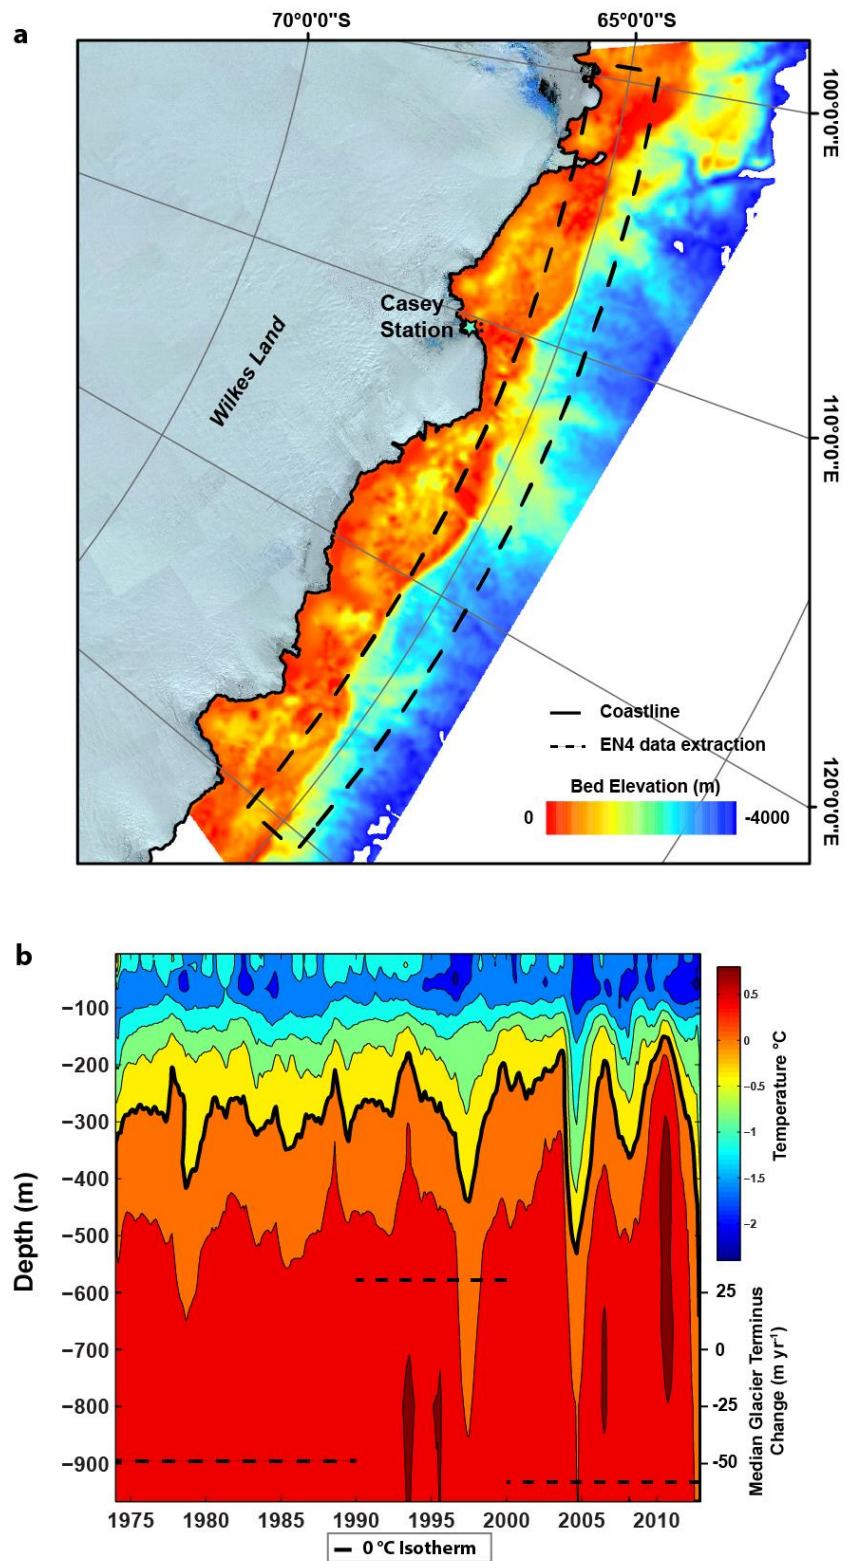 a
70°0'0"S
65°0'0"S
100°0'0"E
Casey
Station
Wilkes Land
110°0'0"E
Coastline
EN4 data extraction
Bed Elevation (m)
0
-4000
120°0'0"E
b
Depth (m)
−100
−200
−300
−400
−500
−600
−700
−800
−900
0.5
0
−0.5
−1
−1.5
−2
Temperature °C
25
0
-25
-50
Median Glacier Terminus
Change (m yr-¹)
1975
1980
1985
1990
1995
2000
2005
2010
0 °C Isotherm